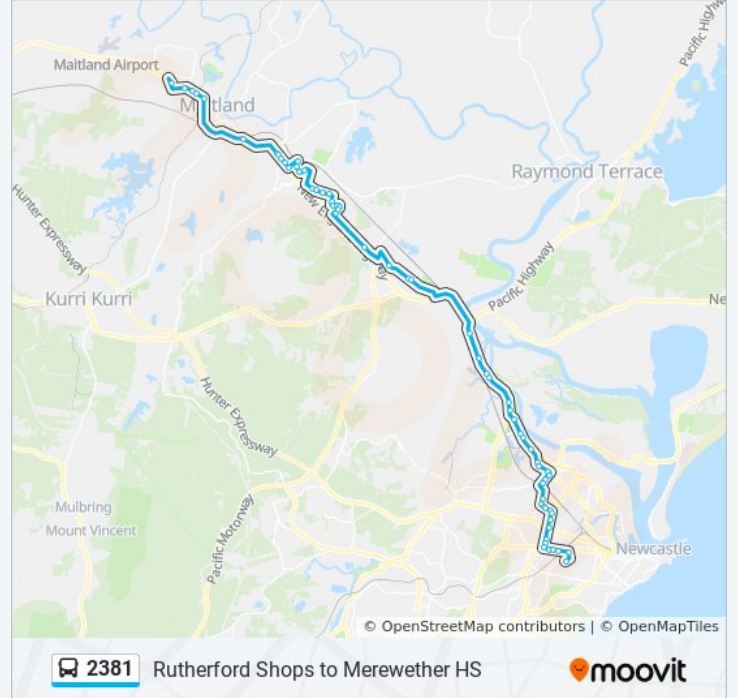 Pacific Highway
Maitland Airport
Maitland
Raymond Terrace
New England Highway
Hunter Expressway
Pacific Highway
Kurri Kurri
Ne
Hunter Expressway
Mulbring
Mount Vincent
Pacific Motorway
Newcastle
© OpenStreetMap contributors | © OpenMapTiles
2381 Rutherford Shops to Merewether HS
moovit